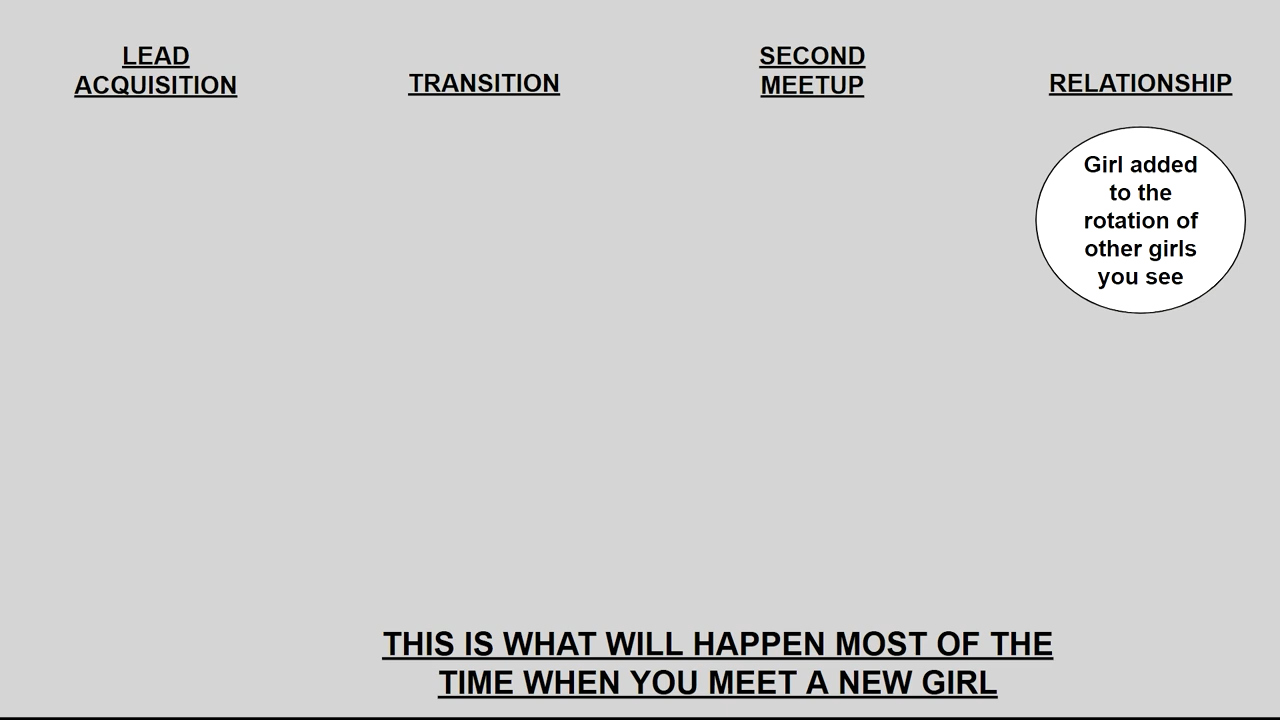 LEAD
ACQUISITION
TRANSITION
SECOND
MEETUP
RELATIONSHIP
Girl added
to the
rotation of
other girls
you see
THIS IS WHAT WILL HAPPEN MOST OF THE
TIME WHEN YOU MEET A NEW GIRL